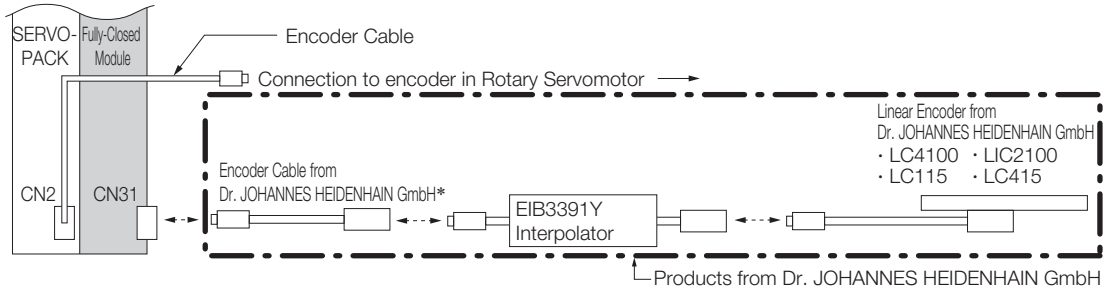 SERVO-
PACK
Fully-Closed
Module
Encoder Cable
Connection to encoder in Rotary Servomotor
Linear Encoder from
Dr. JOHANNES HEIDENHAIN GmbH
・LC4100 ・LIC2100
・LC115 ・LC415
Encoder Cable from
Dr. JOHANNES HEIDENHAIN GmbH*
CN2
CN31
EIB3391Y
Interpolator
Products from Dr. JOHANNES HEIDENHAIN GmbH